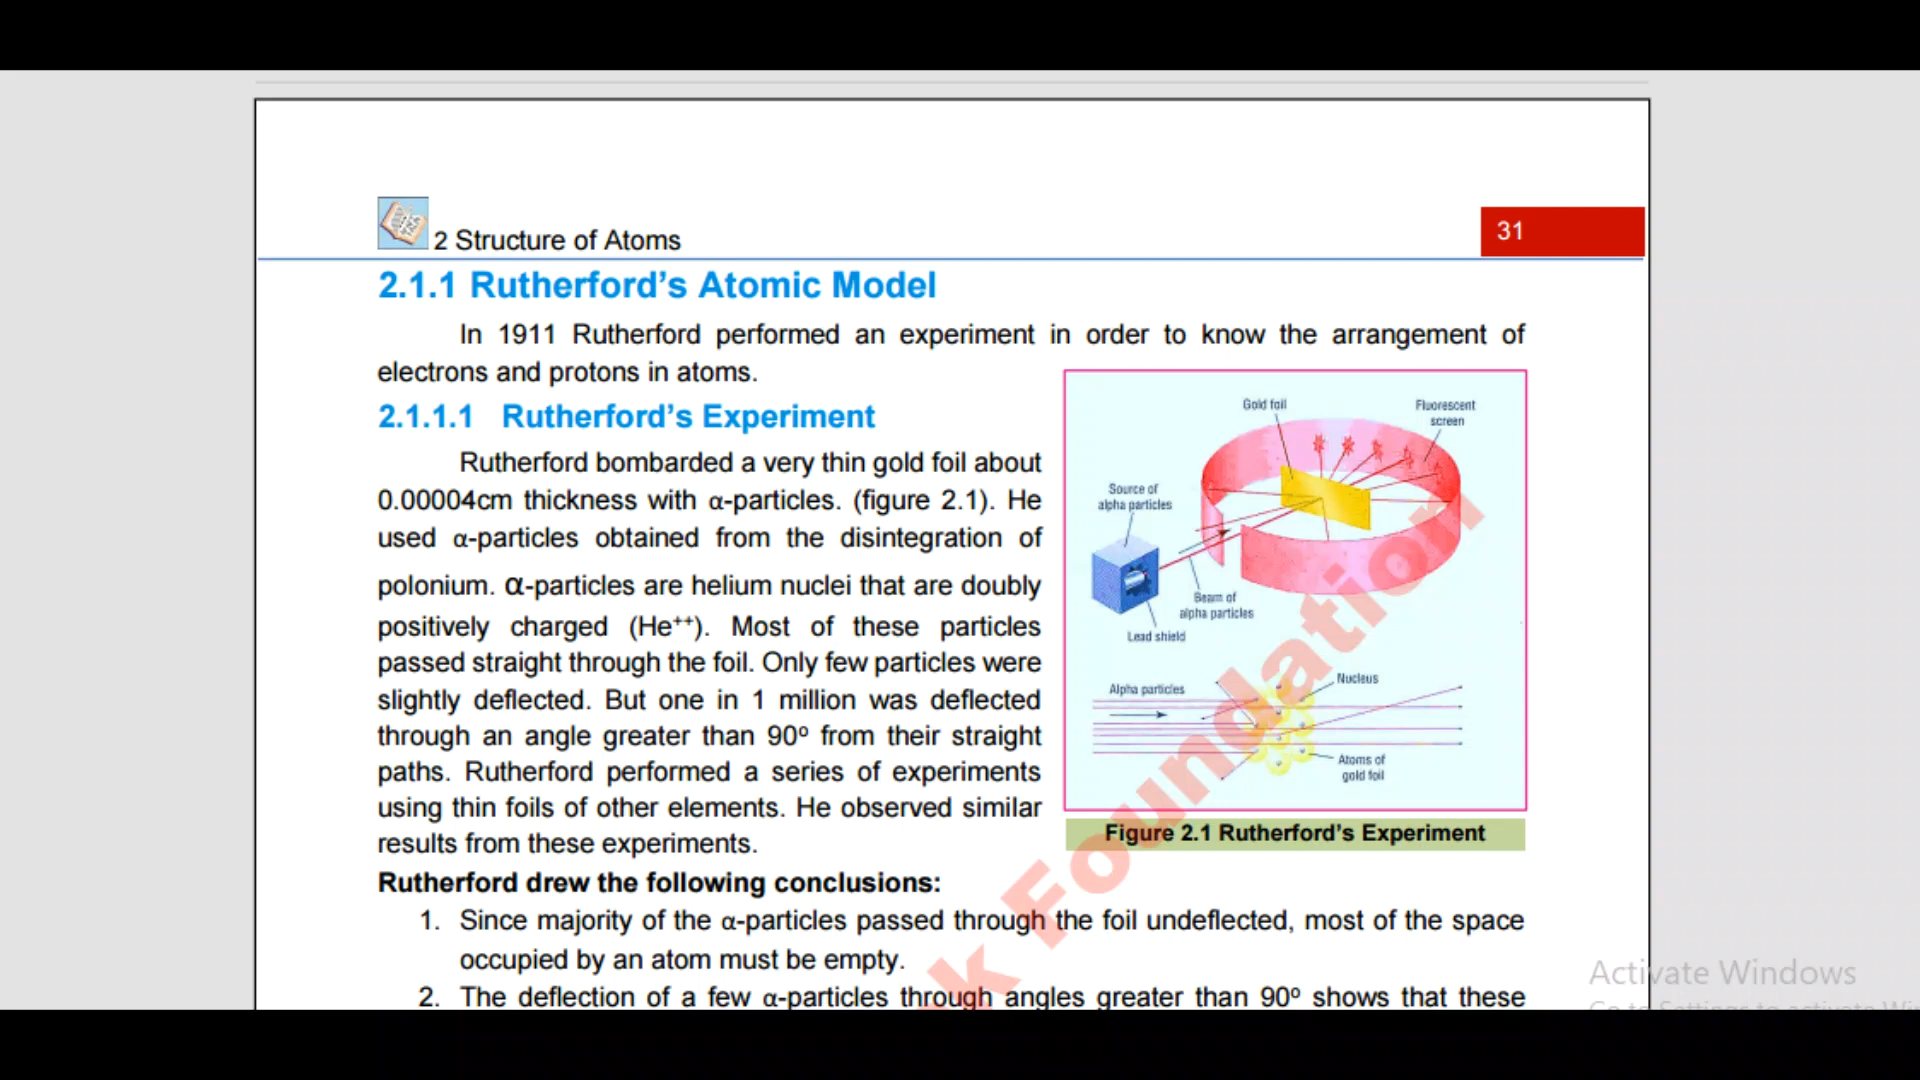 2 Structure of Atoms
31
2.1.1 Rutherford’s Atomic Model
In 1911 Rutherford performed an experiment in order to know the arrangement of
electrons and protons in atoms.
2.1.1.1 Rutherford’s Experiment
Rutherford bombarded a very thin gold foil about
0.00004cm thickness with α-particles. (figure 2.1). He
used α-particles obtained from the disintegration of
polonium. α-particles are helium nuclei that are doubly
positively charged (He⁺⁺). Most of these particles
passed straight through the foil. Only few particles were
slightly deflected. But one in 1 million was deflected
through an angle greater than 90º from their straight
paths. Rutherford performed a series of experiments
using thin foils of other elements. He observed similar
results from these experiments.
Gold foil
Fluorescent
screen
Source of
alpha particles
Beam of
alpha particles
Lead shield
Alpha particles
Nucleus
Atoms of
gold foil
Figure 2.1 Rutherford’s Experiment
Rutherford drew the following conclusions:
1. Since majority of the α-particles passed through the foil undeflected, most of the space
occupied by an atom must be empty.
2. The deflection of a few α-particles through angles greater than 90º shows that these
k Foundation
Activate Windows
Go to Settings to activate Wi